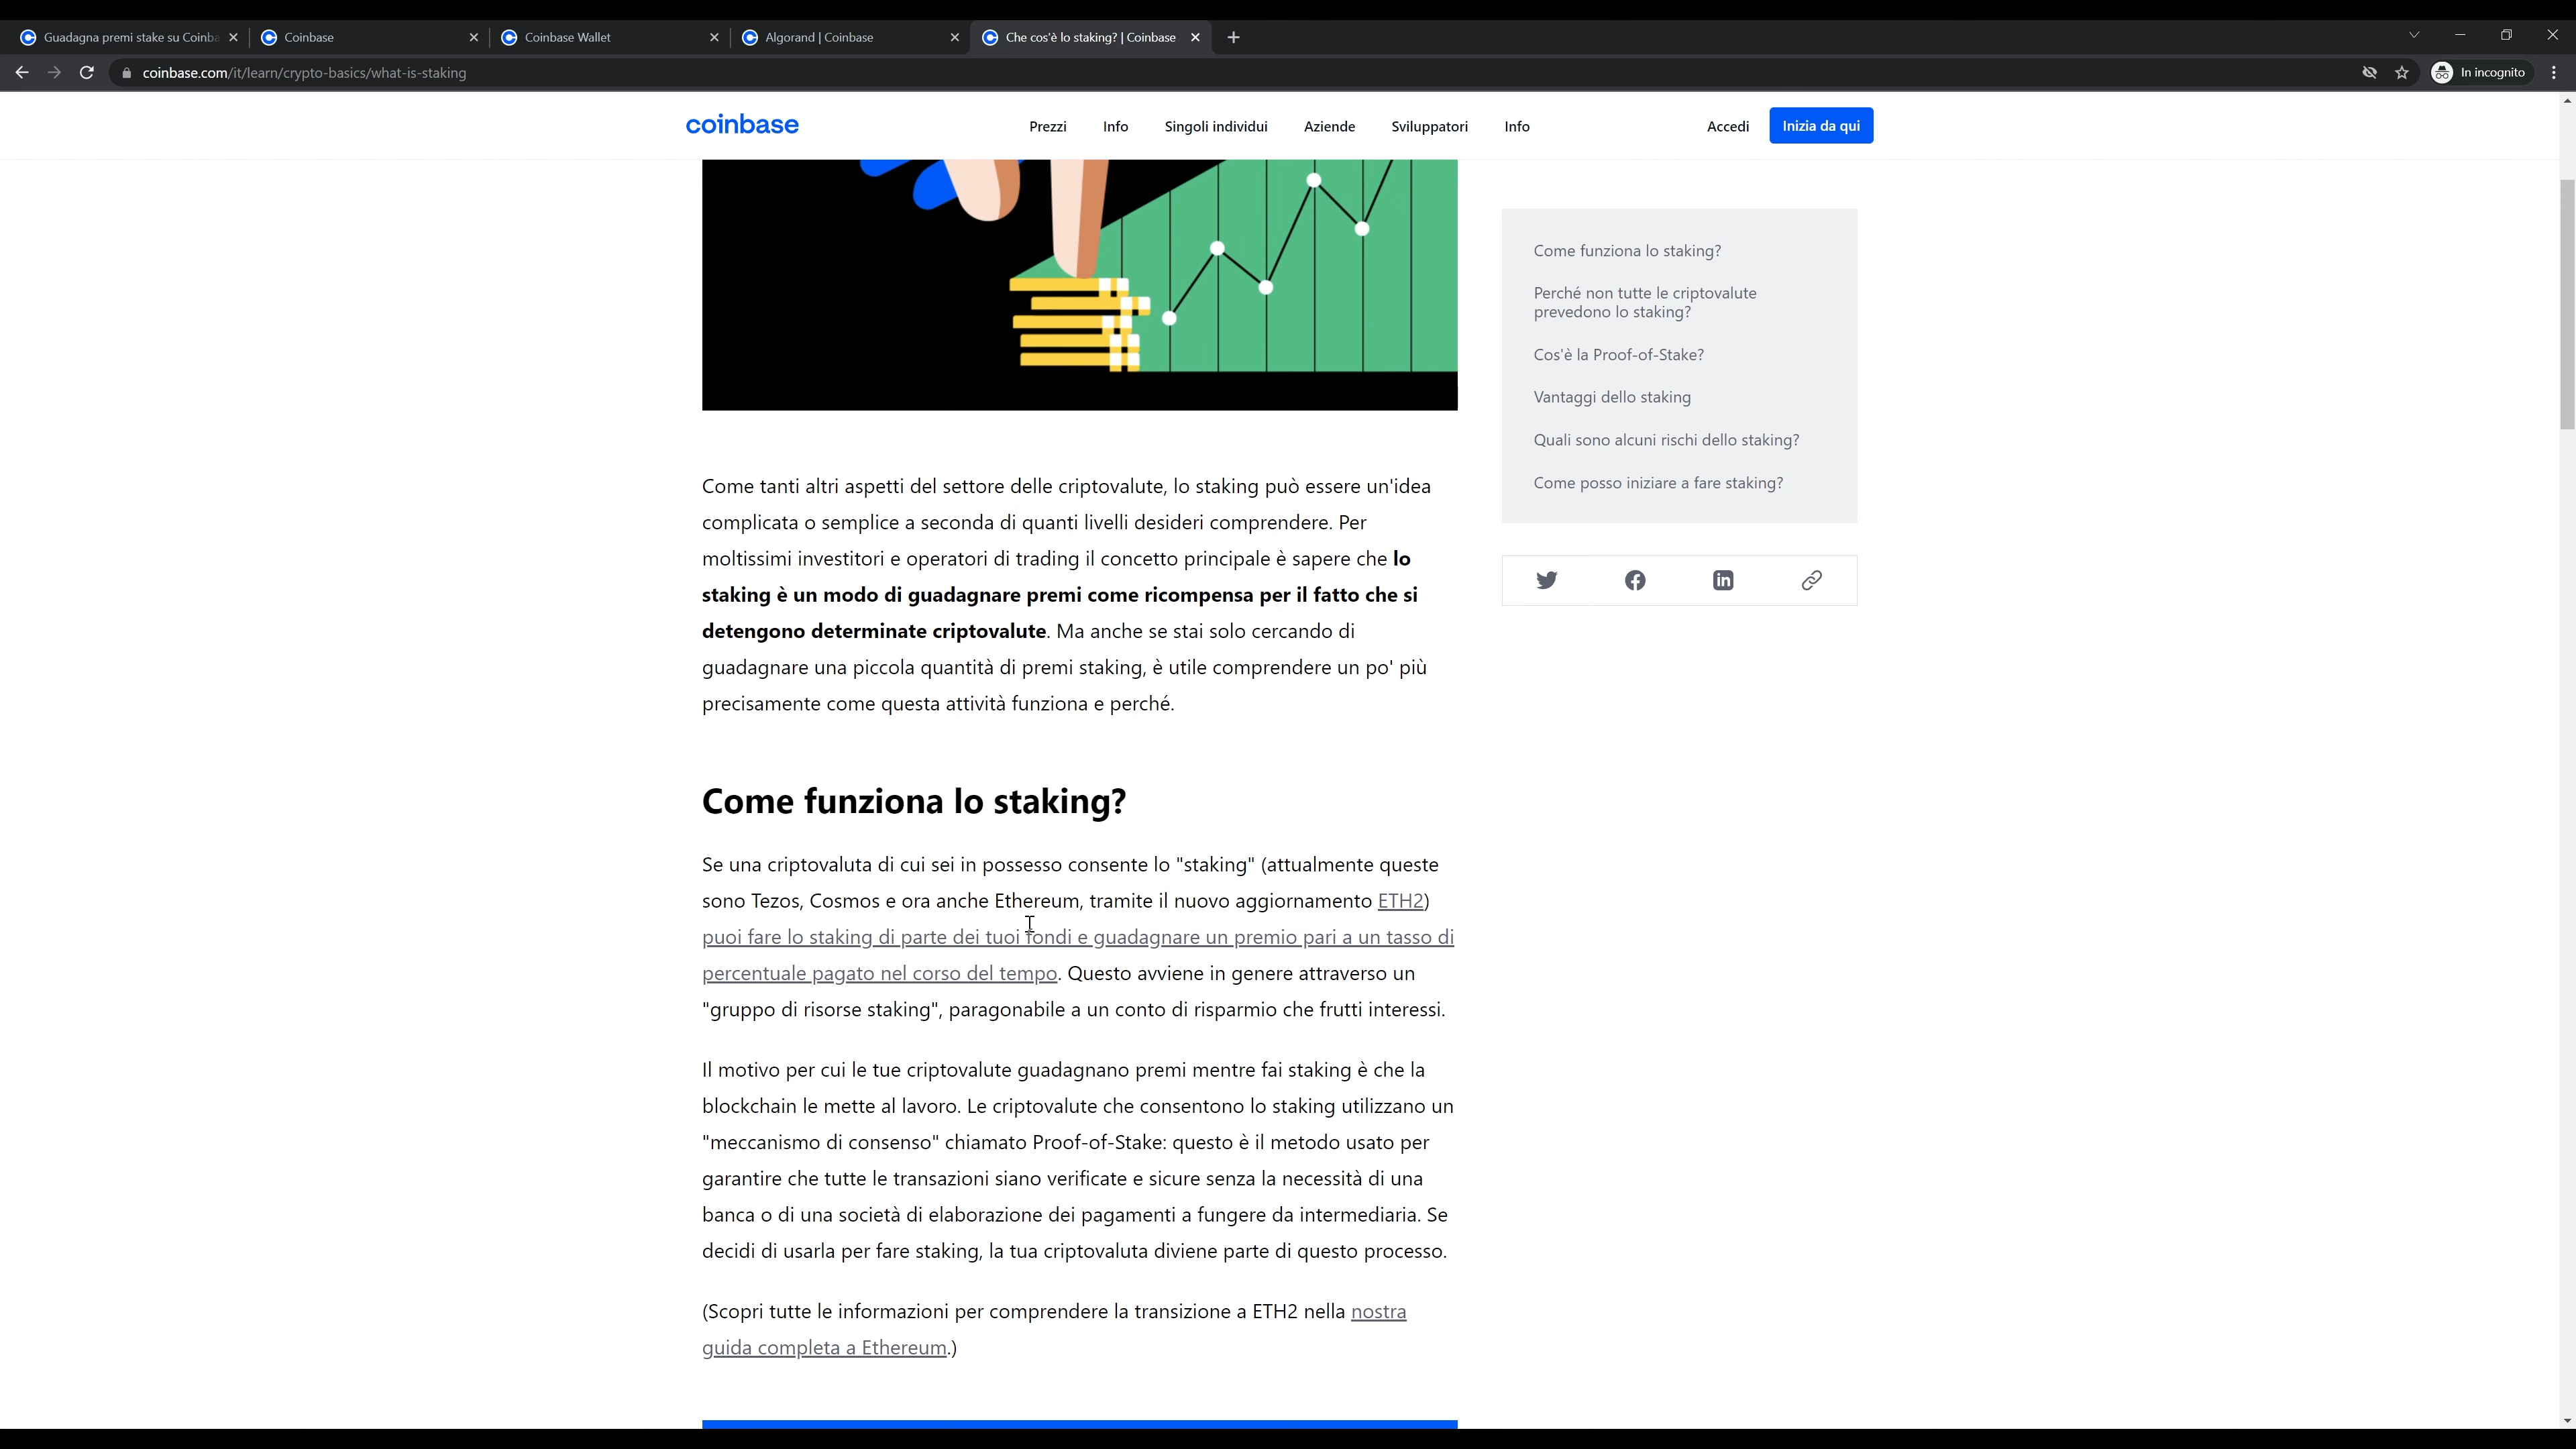 Guadagna premi stake su Coinba
Coinbase
Coinbase Wallet
Algorand | Coinbase
Che cos'è lo staking? | Coinbase
coinbase.com/it/learn/crypto-basics/what-is-staking
In incognito
coinbase
Prezzi
Info
Singoli individui
Aziende
Sviluppatori
Info
Accedi
Inizia da qui
Come tanti altri aspetti del settore delle criptovalute, lo staking può essere un'idea
complicata o semplice a seconda di quanti livelli desideri comprendere. Per
moltissimi investitori e operatori di trading il concetto principale è sapere che lo
staking è un modo di guadagnare premi come ricompensa per il fatto che si
detengono determinate criptovalute. Ma anche se stai solo cercando di
guadagnare una piccola quantità di premi staking, è utile comprendere un po' più
precisamente come questa attività funziona e perché.
Come funziona lo staking?
Se una criptovaluta di cui sei in possesso consente lo "staking" (attualmente queste
sono Tezos, Cosmos e ora anche Ethereum, tramite il nuovo aggiornamento ETH2)
puoi fare lo staking di parte dei tuoi fondi e guadagnare un premio pari a un tasso di
percentuale pagato nel corso del tempo. Questo avviene in genere attraverso un
"gruppo di risorse staking", paragonabile a un conto di risparmio che frutti interessi.
Il motivo per cui le tue criptovalute guadagnano premi mentre fai staking è che la
blockchain le mette al lavoro. Le criptovalute che consentono lo staking utilizzano un
"meccanismo di consenso" chiamato Proof-of-Stake: questo è il metodo usato per
garantire che tutte le transazioni siano verificate e sicure senza la necessità di una
banca o di una società di elaborazione dei pagamenti a fungere da intermediaria. Se
decidi di usarla per fare staking, la tua criptovaluta diviene parte di questo processo.
(Scopri tutte le informazioni per comprendere la transizione a ETH2 nella nostra
guida completa a Ethereum.)
Come funziona lo staking?
Perché non tutte le criptovalute
prevedono lo staking?
Cos'è la Proof-of-Stake?
Vantaggi dello staking
Quali sono alcuni rischi dello staking?
Come posso iniziare a fare staking?